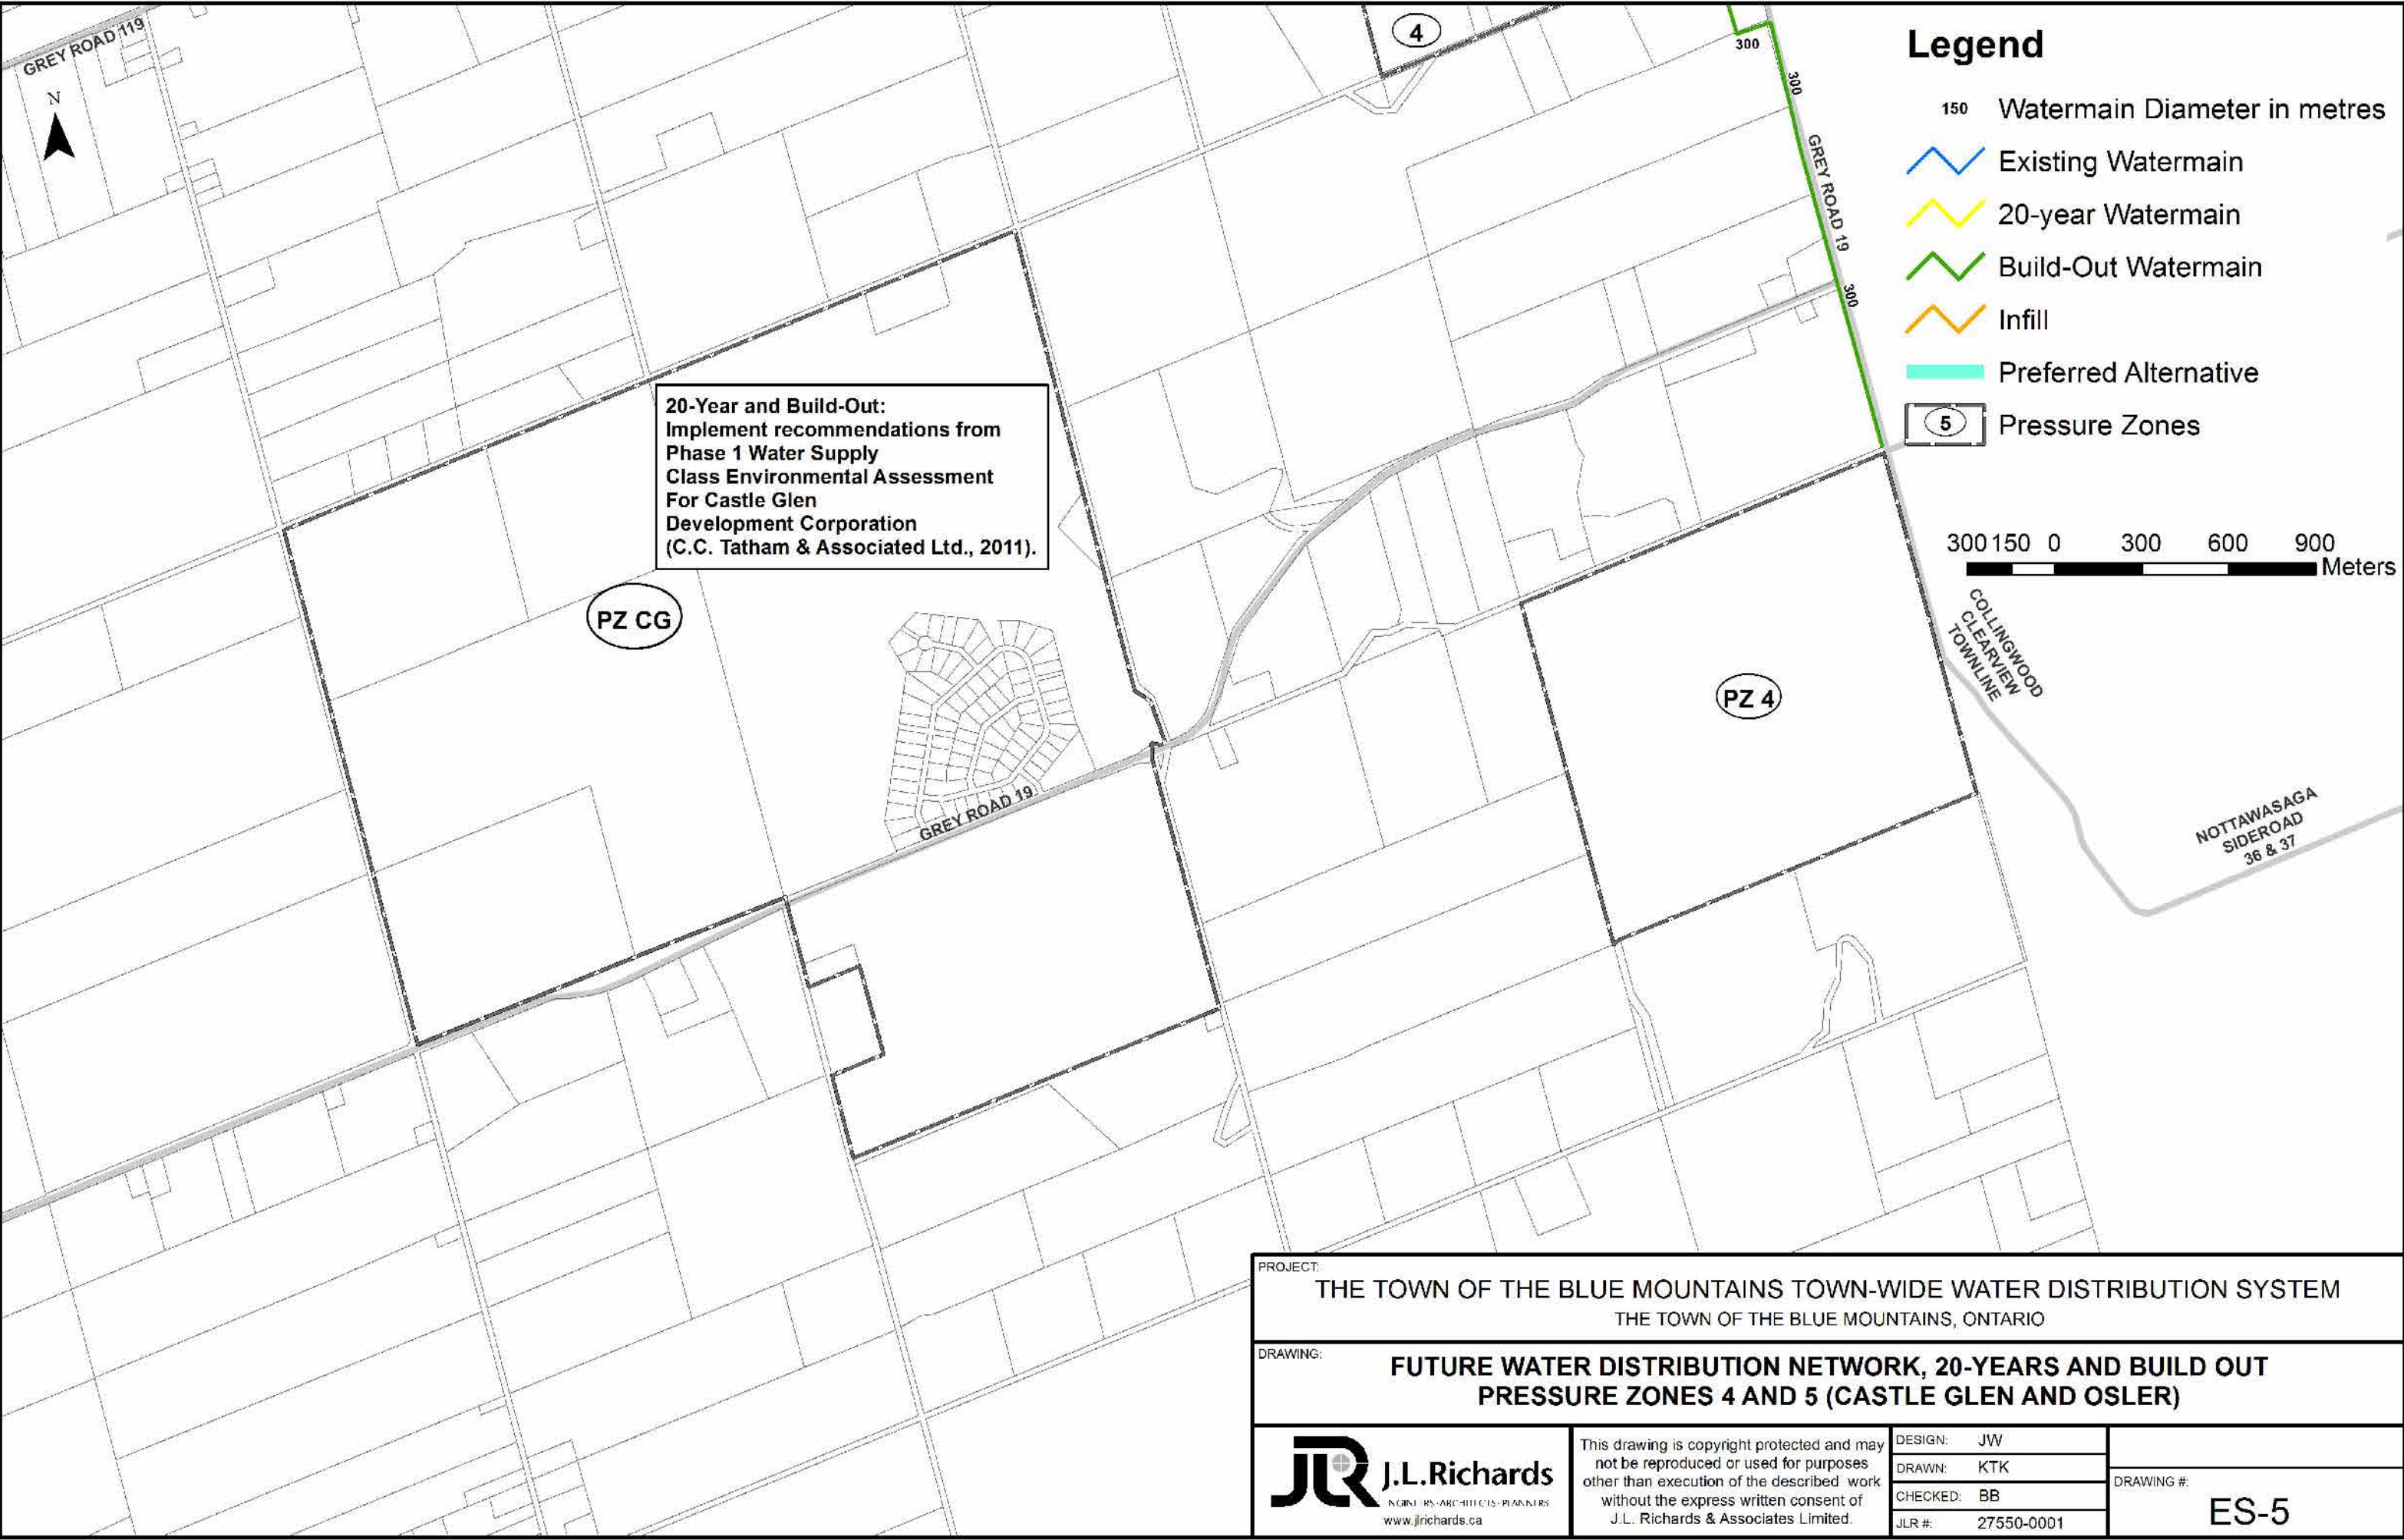 GREY ROAD 119
N
4
300
300
GREY ROAD 19
300
Legend
150 Watermain Diameter in metres
Existing Watermain
20-year Watermain
Build-Out Watermain
Infill
Preferred Alternative
5 Pressure Zones
300 150 0 300 600 900
Meters
20-Year and Build-Out:
Implement recommendations from
Phase 1 Water Supply
Class Environmental Assessment
For Castle Glen
Development Corporation
(C.C. Tatham & Associated Ltd., 2011).
PZ CG
PZ 4
COLLINGWOOD
CLEARVIEW
TOWNLINE
GREY ROAD 19
NOTTAWASAGA
SIDEROAD
36 & 37
PROJECT:
THE TOWN OF THE BLUE MOUNTAINS TOWN-WIDE WATER DISTRIBUTION SYSTEM
THE TOWN OF THE BLUE MOUNTAINS, ONTARIO
DRAWING:
FUTURE WATER DISTRIBUTION NETWORK, 20-YEARS AND BUILD OUT
PRESSURE ZONES 4 AND 5 (CASTLE GLEN AND OSLER)
JLR J.L.Richards
ENGINEERS·ARCHITECTS·PLANNERS
www.jlrichards.ca
This drawing is copyright protected and may
not be reproduced or used for purposes
other than execution of the described work
without the express written consent of
J.L. Richards & Associates Limited.
DESIGN: JW
DRAWN: KTK
CHECKED: BB
JLR #: 27550-0001
DRAWING #:
ES-5